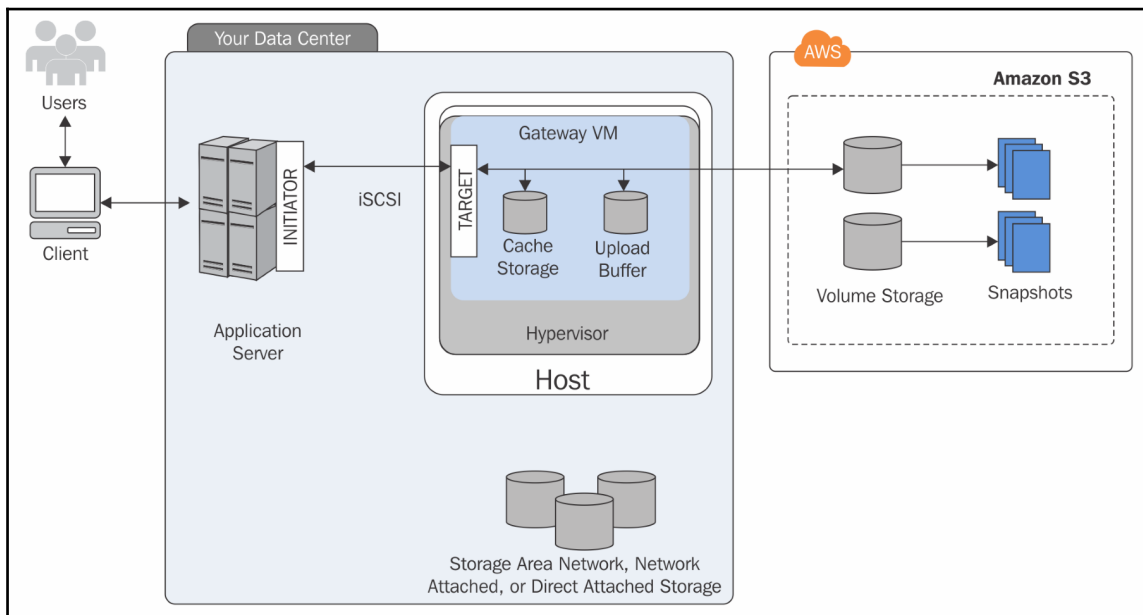 Your Data Center
AWS
Amazon S3
Users
Client
INITIATOR
iSCSI
Gateway VM
TARGET
Cache
Storage
Upload
Buffer
Volume Storage
Snapshots
Application
Server
Hypervisor
Host
Storage Area Network, Network
Attached, or Direct Attached Storage